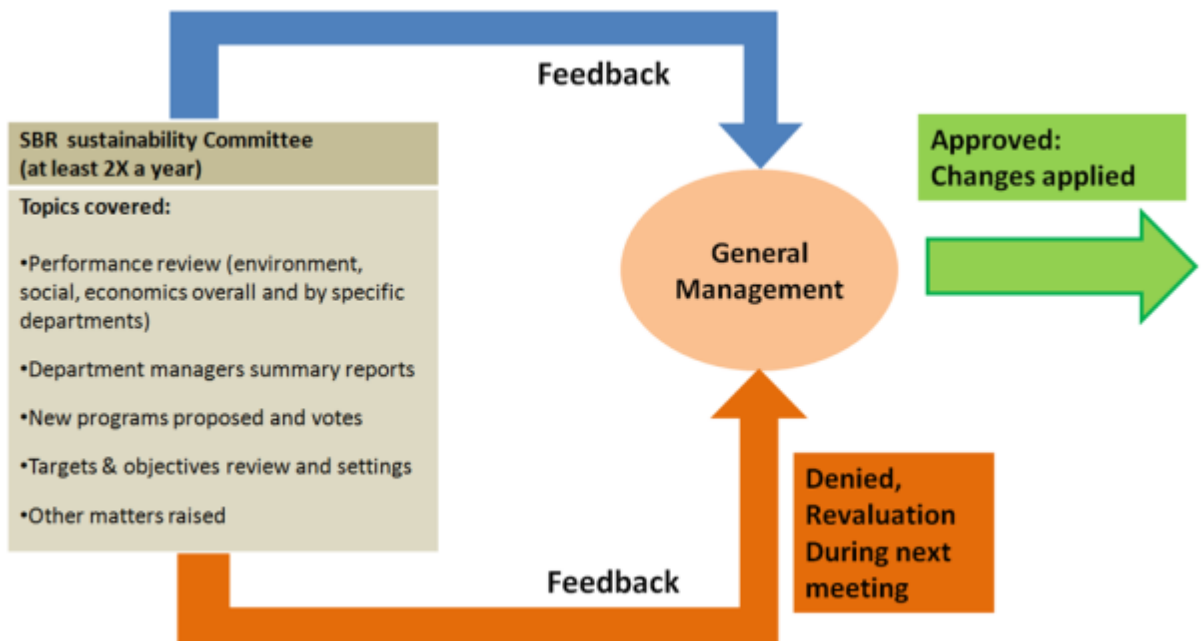 Feedback
SBR sustainability Committee
(at least 2X a year)
Topics covered:
•Performance review (environment,
social, economics overall and by specific
departments)
•Department managers summary reports
•New programs proposed and votes
•Targets & objectives review and settings
•Other matters raised
General
Management
Approved:
Changes applied
Denied,
Revaluation
During next
meeting
Feedback